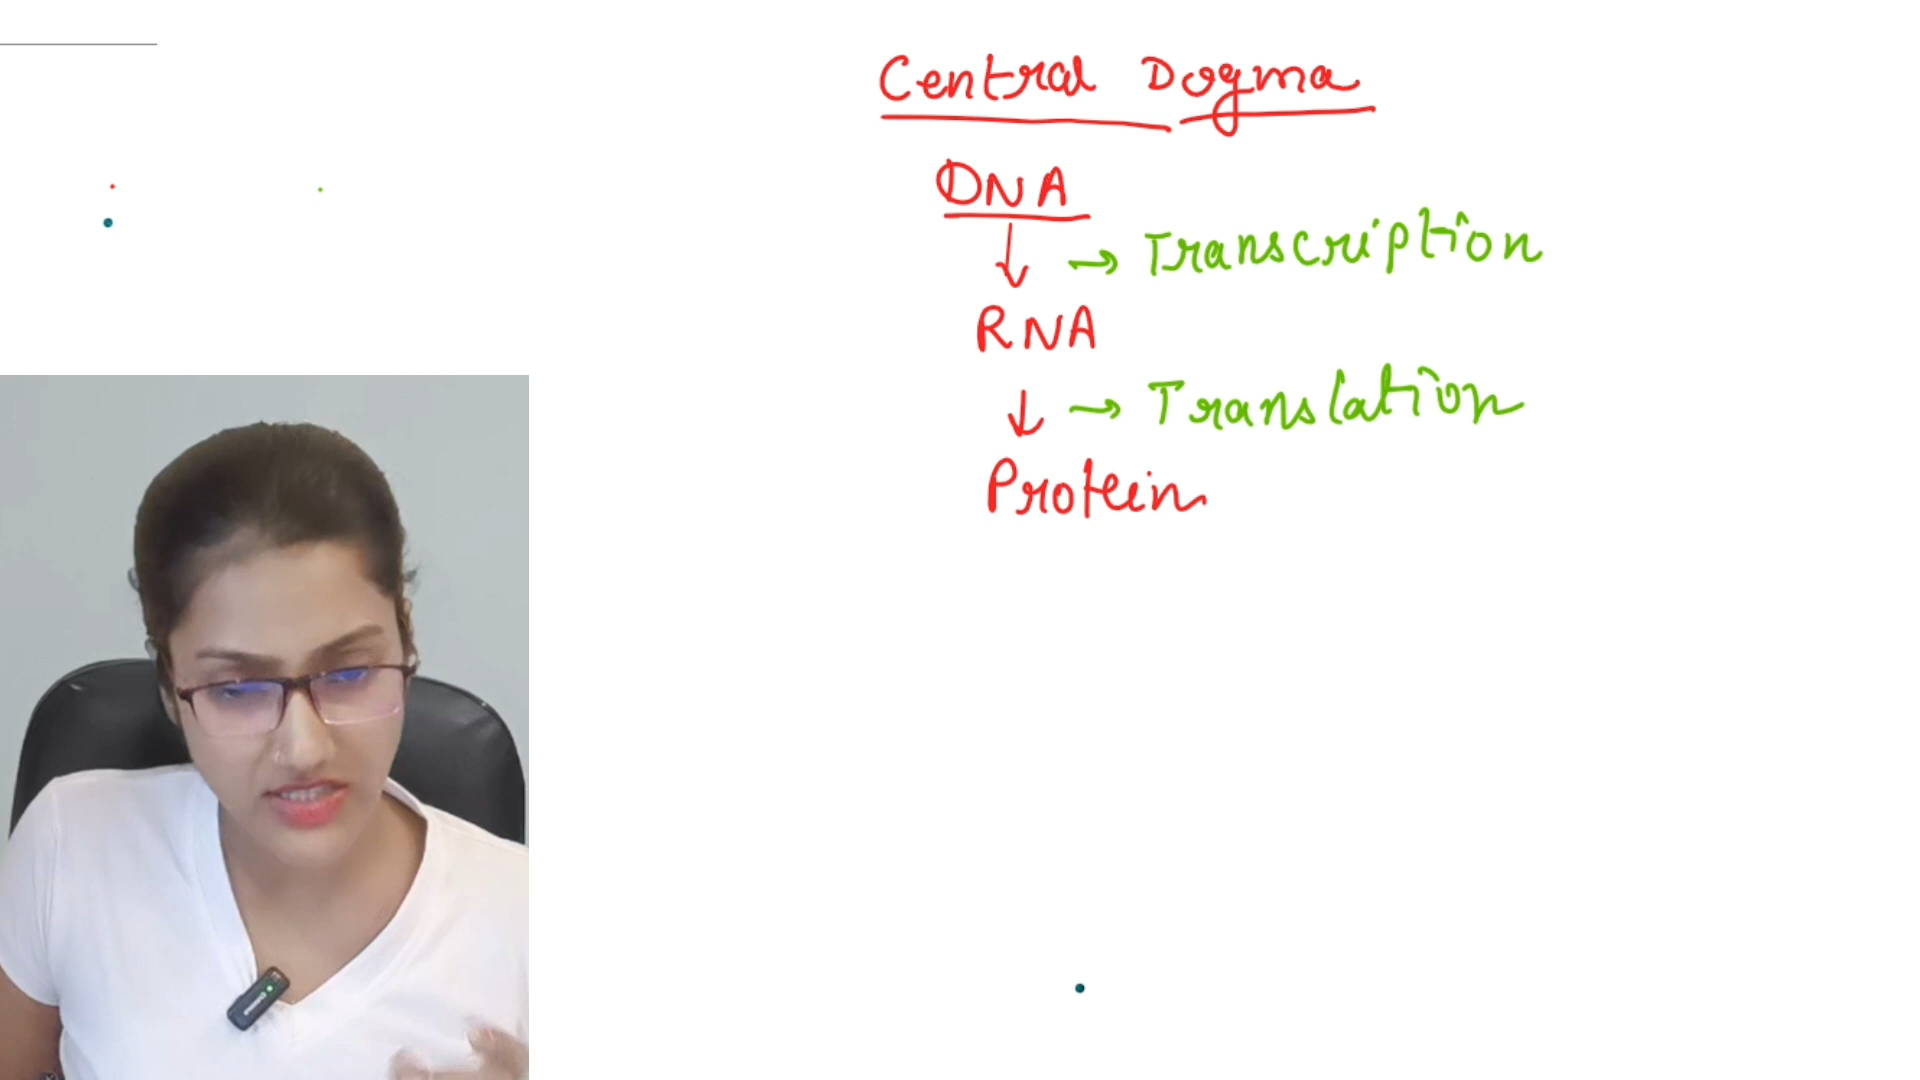 Central Dogma
DNA
↓ → Transcription
RNA
↓ → Translation
Protein